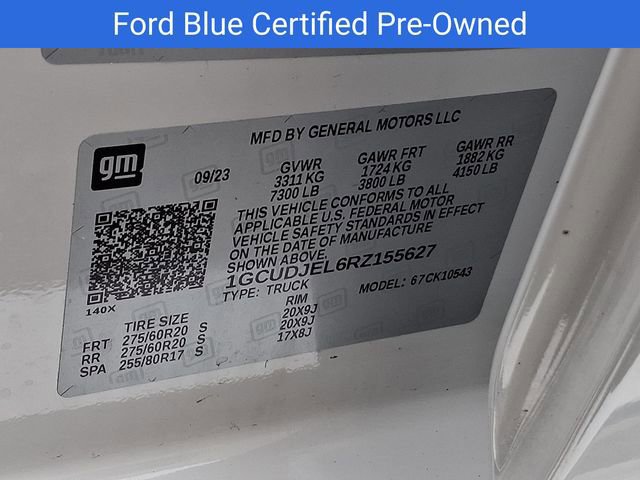 Ford Blue Certified Pre-Owned
MFD BY GENERAL MOTORS LLC
gm
09/23 GVWR GAWR FRT GAWR RR
3311 KG 1724 KG 1882 KG
7300 LB 3800 LB 4150 LB
THIS VEHICLE CONFORMS TO ALL
APPLICABLE U.S. FEDERAL MOTOR
VEHICLE SAFETY STANDARDS IN EFFECT
ON THE DATE OF MANUFACTURE
SHOWN ABOVE.
1GCUDJEL6RZ155627
TYPE: TRUCK MODEL: 67CK10543
140X
TIRE SIZE RIM
FRT 275/60R20 S 20X9J
RR 275/60R20 S 20X9J
SPA 255/80R17 S 17X8J